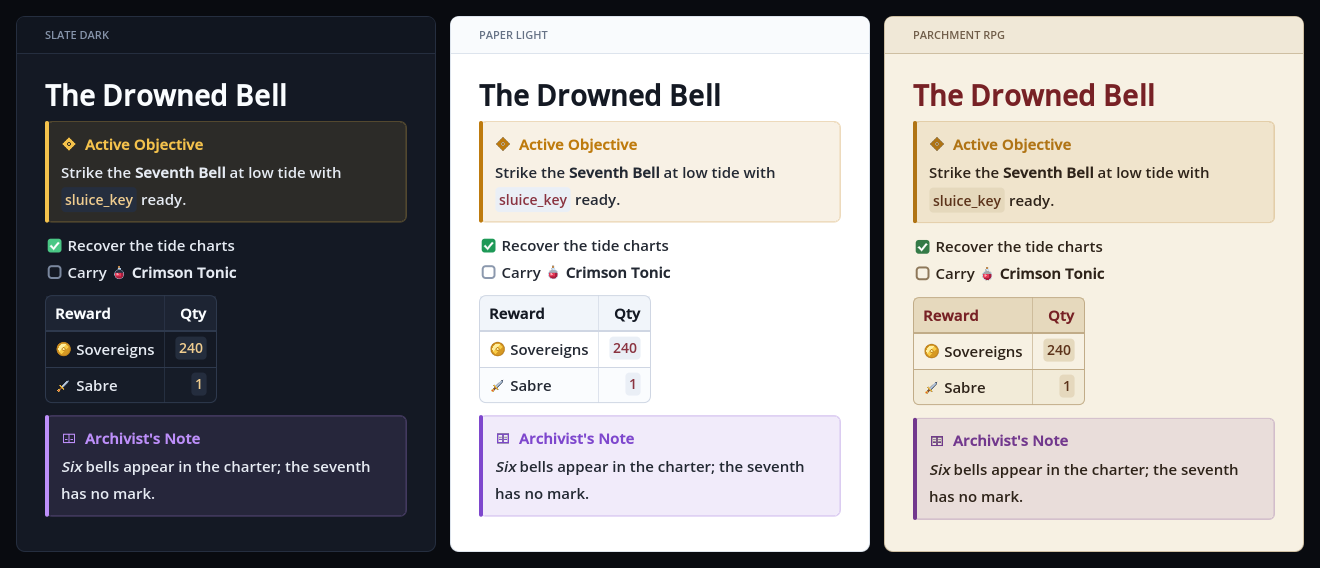 SLATE DARK
The Drowned Bell
Active Objective
Strike the Seventh Bell at low tide with
sluice_key ready.
Recover the tide charts
Carry Crimson Tonic
Reward Qty
Sovereigns 240
Sabre 1
Archivist's Note
Six bells appear in the charter; the seventh
has no mark.
PAPER LIGHT
The Drowned Bell
Active Objective
Strike the Seventh Bell at low tide with
sluice_key ready.
Recover the tide charts
Carry Crimson Tonic
Reward Qty
Sovereigns 240
Sabre 1
Archivist's Note
Six bells appear in the charter; the seventh
has no mark.
PARCHMENT RPG
The Drowned Bell
Active Objective
Strike the Seventh Bell at low tide with
sluice_key ready.
Recover the tide charts
Carry Crimson Tonic
Reward Qty
Sovereigns 240
Sabre 1
Archivist's Note
Six bells appear in the charter; the seventh
has no mark.